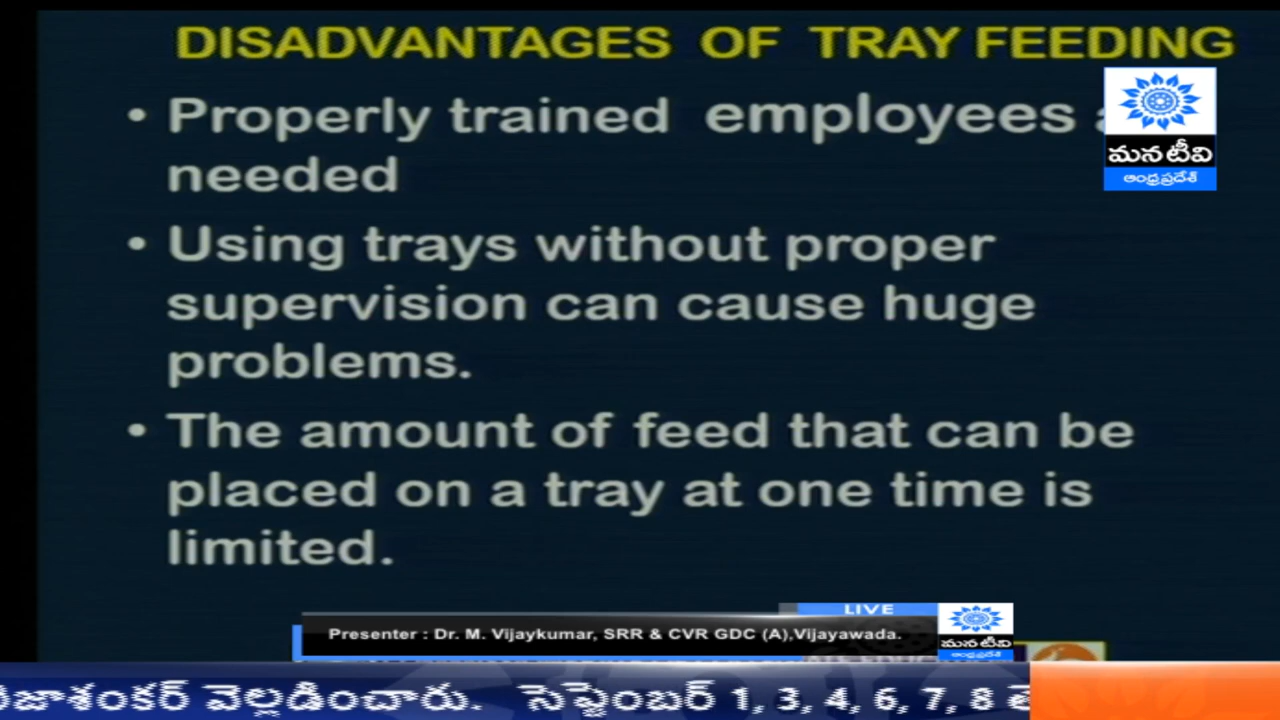 DISADVANTAGES OF TRAY FEEDING
• Properly trained employees
needed
• Using trays without proper
supervision can cause huge
problems.
• The amount of feed that can be
placed on a tray at one time is
limited.
మన టీవి
ఆంధ్రప్రదేశ్
LIVE
Presenter : Dr. M. Vijaykumar, SRR & CVR GDC (A),Vijayawada.
మన టీవి
ఆంధ్రప్రదేశ్
వెల్లడించారు. సెప్టెంబర్ 1, 3, 4, 6, 7, 8